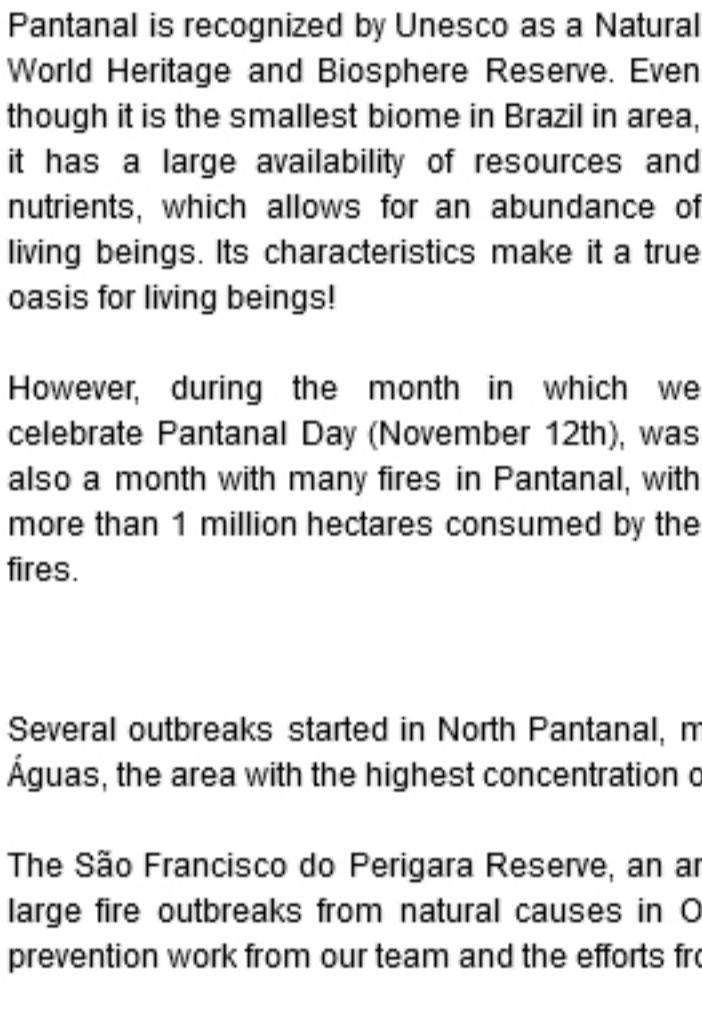 Pantanal is recognized by Unesco as a Natural
World Heritage and Biosphere Reserve. Even
though it is the smallest biome in Brazil in area,
it has a large availability of resources and
nutrients, which allows for an abundance of
living beings. Its characteristics make it a true
oasis for living beings!
However, during the month in which we
celebrate Pantanal Day (November 12th), was
also a month with many fires in Pantanal, with
more than 1 million hectares consumed by the
fires.
Several outbreaks started in North Pantanal,
Águas, the area with the highest concentration
The São Francisco do Perigara Reserve, an
large fire outbreaks from natural causes in
prevention work from our team and the efforts